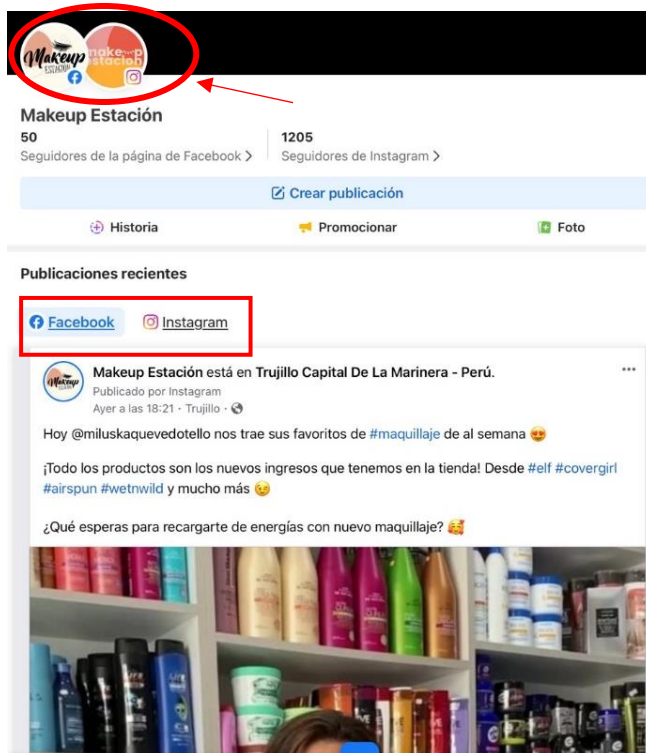 Makeup
ESTACIÓN
make up
estación
Makeup Estación
50
Seguidores de la página de Facebook >
1205
Seguidores de Instagram >
Crear publicación
Historia
Promocionar
Foto
Publicaciones recientes
Facebook
Instagram
Makeup Estación está en Trujillo Capital De La Marinera - Perú.
Publicado por Instagram
Ayer a las 18:21 · Trujillo ·
Hoy @miluskaquevedotello nos trae sus favoritos de #maquillaje de al semana 😍
¡Todo los productos son los nuevos ingresos que tenemos en la tienda! Desde #elf #covergirl
#airspun #wetnwild y mucho más 😉
¿Qué esperas para recargarte de energías con nuevo maquillaje? 🥰
Makeup